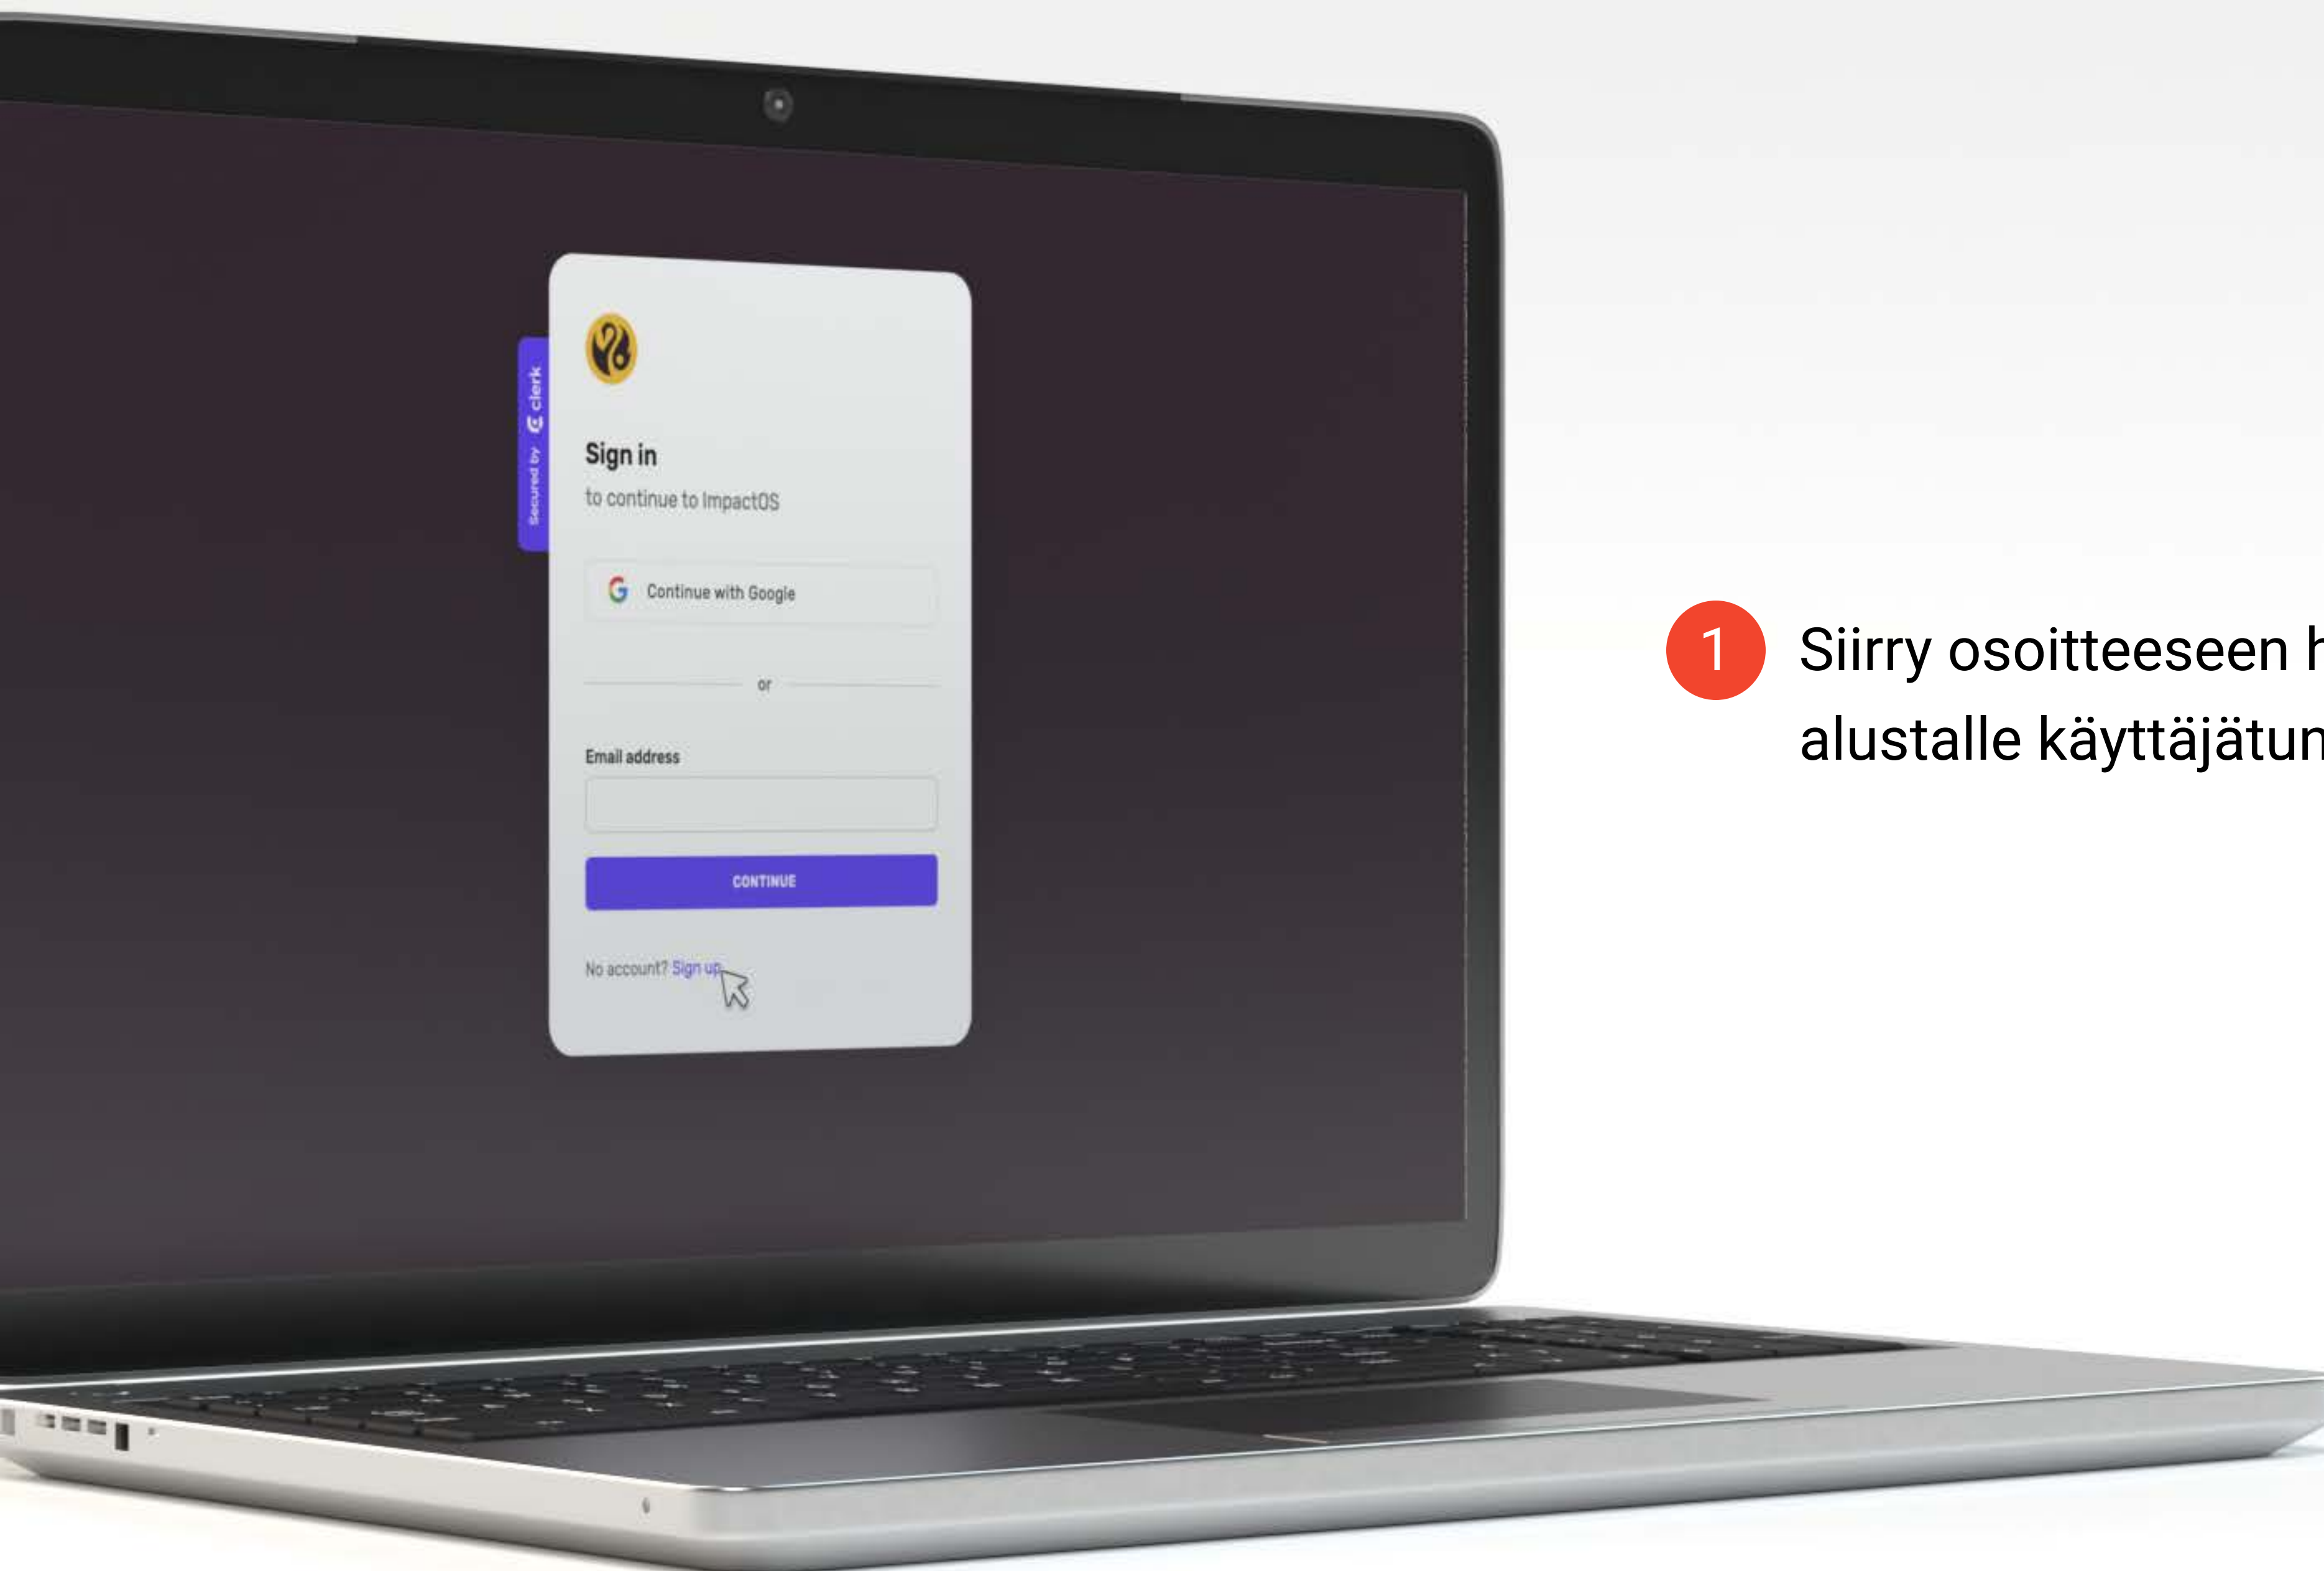 Secured by clerk
Sign in
to continue to ImpactOS
Continue with Google
or
Email address
CONTINUE
No account? Sign up
1 Siirry osoitteeseen
alustalle